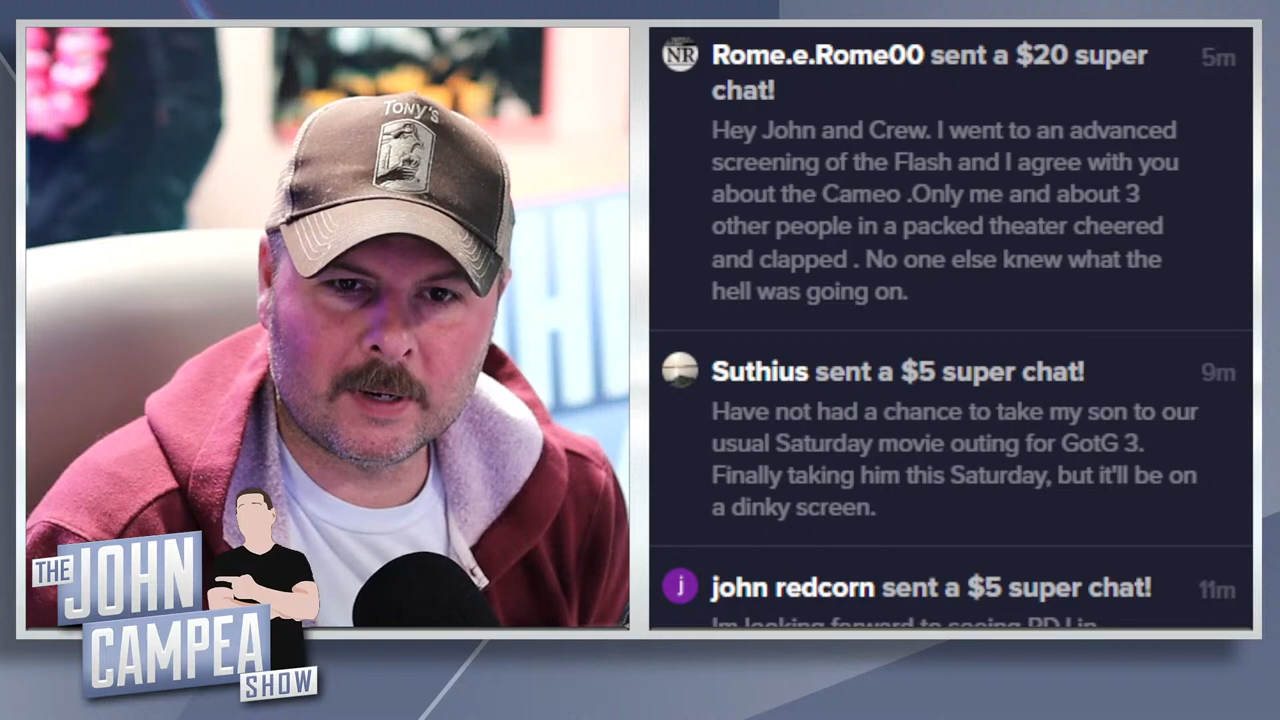 Tony's
NR
Rome.e.Rome00 sent a $20 super
chat!
5m
Hey John and Crew. I went to an advanced
screening of the Flash and I agree with you
about the Cameo .Only me and about 3
other people in a packed theater cheered
and clapped . No one else knew what the
hell was going on.
Suthius sent a $5 super chat!
9m
Have not had a chance to take my son to our
usual Saturday movie outing for GotG 3.
Finally taking him this Saturday, but it'll be on
a dinky screen.
j
john redcorn sent a $5 super chat!
11m
Im looking forward to seeing
THE
JOHN
CAMPEA
SHOW